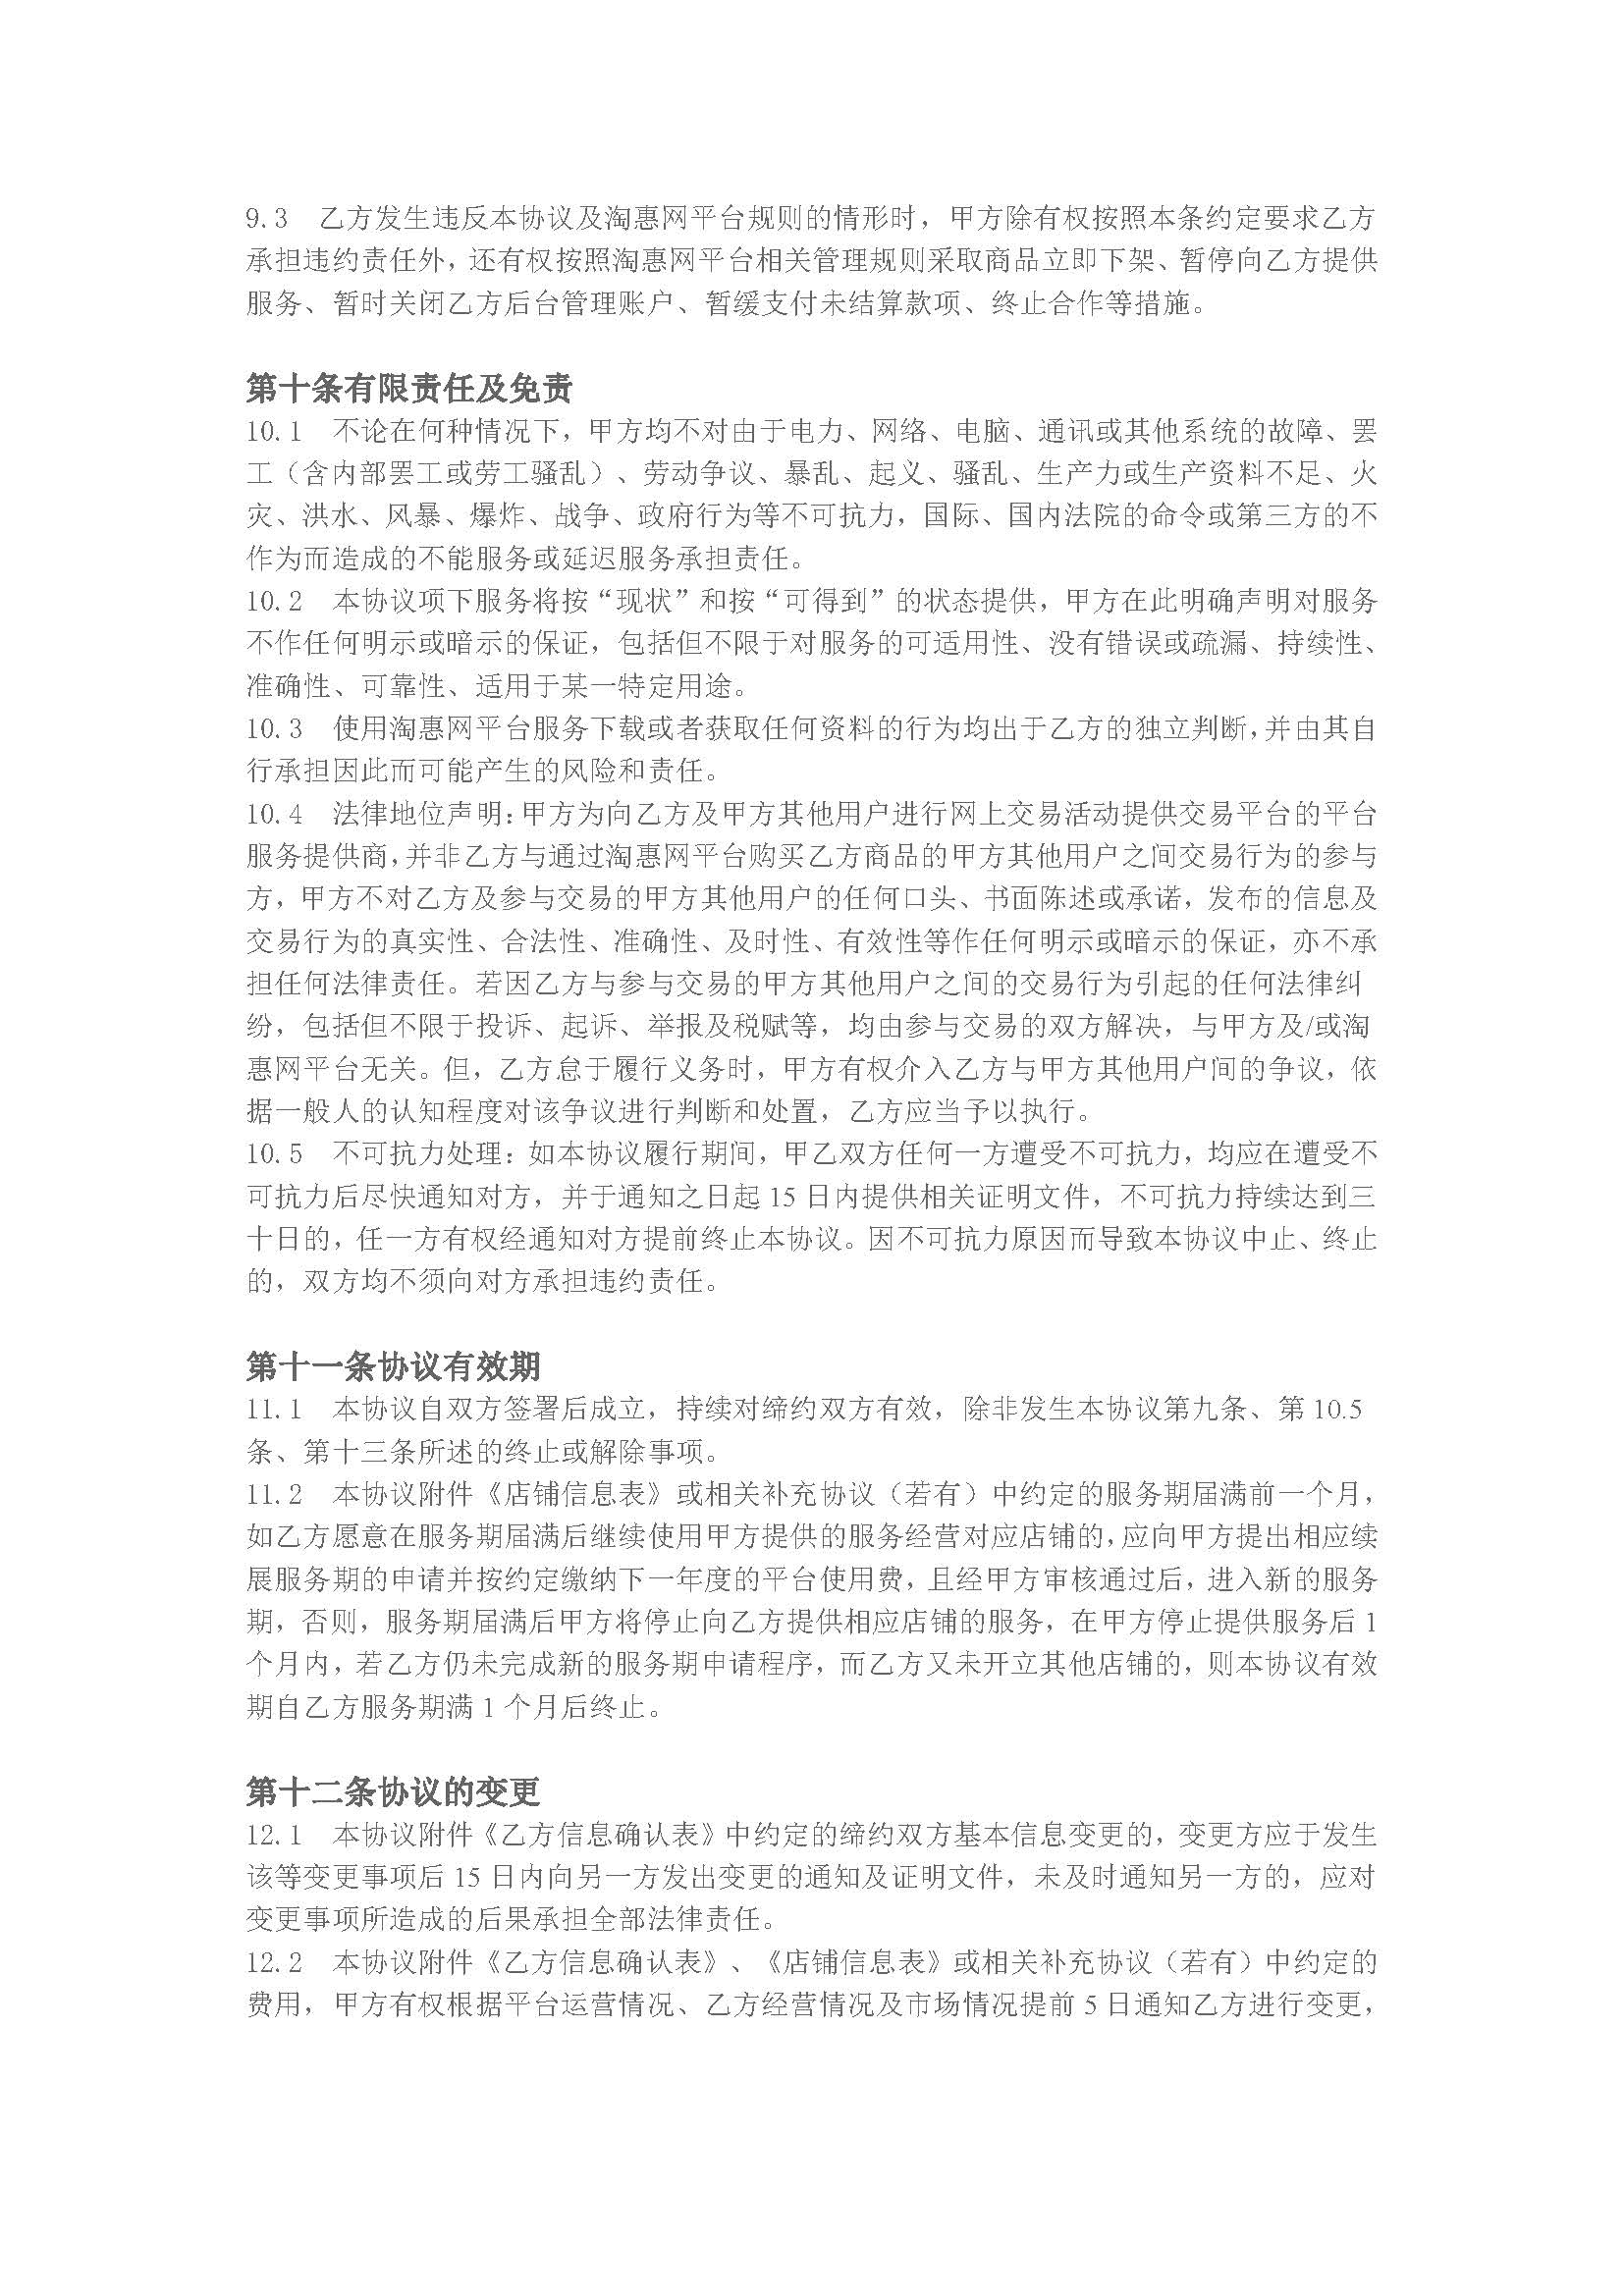 9.3 乙方发生违反本协议及淘惠网平台规则的情形时，甲方除有权按照本条约定要求乙方
承担违约责任外，还有权按照淘惠网平台相关管理规则采取商品立即下架、暂停向乙方提供
服务、暂时关闭乙方后台管理账户、暂缓支付未结算款项、终止合作等措施。
第十条有限责任及免责
10.1 不论在何种情况下，甲方均不对由于电力、网络、电脑、通讯或其他系统的故障、罢
工（含内部罢工或劳工骚乱）、劳动争议、暴乱、起义、骚乱、生产力或生产资料不足、火
灾、洪水、风暴、爆炸、战争、政府行为等不可抗力，国际、国内法院的命令或第三方的不
作为而造成的不能服务或延迟服务承担责任。
10.2 本协议项下服务将按“现状”和按“可得到”的状态提供，甲方在此明确声明对服务
不作任何明示或暗示的保证，包括但不限于对服务的可适用性、没有错误或疏漏、持续性、
准确性、可靠性、适用于某一特定用途。
10.3 使用淘惠网平台服务下载或者获取任何资料的行为均出于乙方的独立判断，并由其自
行承担因此而可能产生的风险和责任。
10.4 法律地位声明：甲方为向乙方及甲方其他用户进行网上交易活动提供交易平台的平台
服务提供商，并非乙方与通过淘惠网平台购买乙方商品的甲方其他用户之间交易行为的参与
方，甲方不对乙方及参与交易的甲方其他用户的任何口头、书面陈述或承诺，发布的信息及
交易行为的真实性、合法性、准确性、及时性、有效性等作任何明示或暗示的保证，亦不承
担任何法律责任。若因乙方与参与交易的甲方其他用户之间的交易行为引起的任何法律纠
纷，包括但不限于投诉、起诉、举报及税赋等，均由参与交易的双方解决，与甲方及/或淘
惠网平台无关。但，乙方怠于履行义务时，甲方有权介入乙方与甲方其他用户间的争议，依
据一般人的认知程度对该争议进行判断和处置，乙方应当予以执行。
10.5 不可抗力处理：如本协议履行期间，甲乙双方任何一方遭受不可抗力，均应在遭受不
可抗力后尽快通知对方，并于通知之日起 15 日内提供相关证明文件，不可抗力持续达到三
十日的，任一方有权经通知对方提前终止本协议。因不可抗力原因而导致本协议中止、终止
的，双方均不须向对方承担违约责任。
第十一条协议有效期
11.1 本协议自双方签署后成立，持续对缔约双方有效，除非发生本协议第九条、第 10.5
条、第十三条所述的终止或解除事项。
11.2 本协议附件《店铺信息表》或相关补充协议（若有）中约定的服务期届满前一个月，
如乙方愿意在服务期届满后继续使用甲方提供的服务经营对应店铺的，应向甲方提出相应续
展服务期的申请并按约定缴纳下一年度的平台使用费，且经甲方审核通过后，进入新的服务
期，否则，服务期届满后甲方将停止向乙方提供相应店铺的服务，在甲方停止提供服务后 1
个月内，若乙方仍未完成新的服务期申请程序，而乙方又未开立其他店铺的，则本协议有效
期自乙方服务期满 1 个月后终止。
第十二条协议的变更
12.1 本协议附件《乙方信息确认表》中约定的缔约双方基本信息变更的，变更方应于发生
该等变更事项后 15 日内向另一方发出变更的通知及证明文件，未及时通知另一方的，应对
变更事项所造成的后果承担全部法律责任。
12.2 本协议附件《乙方信息确认表》、《店铺信息表》或相关补充协议（若有）中约定的
费用，甲方有权根据平台运营情况、乙方经营情况及市场情况提前 5 日通知乙方进行变更，